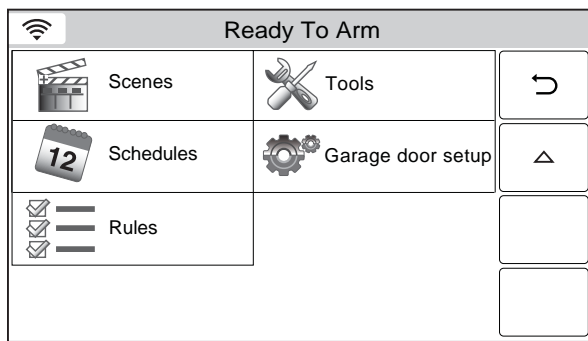 Ready To Arm
Scenes
Tools
12
Schedules
Garage door setup
Rules